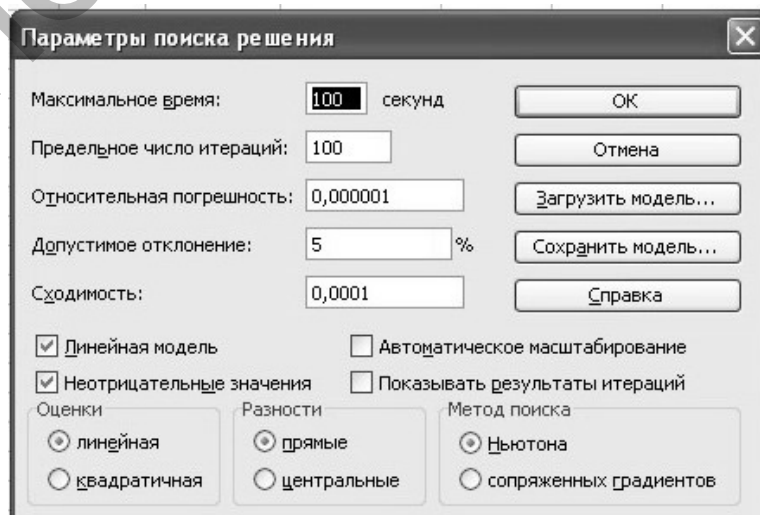 Параметры поиска решения
Максимальное время: 100 секунд ОК
Предельное число итераций: 100 Отмена
Относительная погрешность: 0,000001 Загрузить модель...
Допустимое отклонение: 5 % Сохранить модель...
Сходимость: 0,0001 Справка
Линейная модель Автоматическое масштабирование
Неотрицательные значения Показывать результаты итераций
Оценки Разности Метод поиска
линейная прямые Ньютона
квадратичная центральные сопряженных градиентов